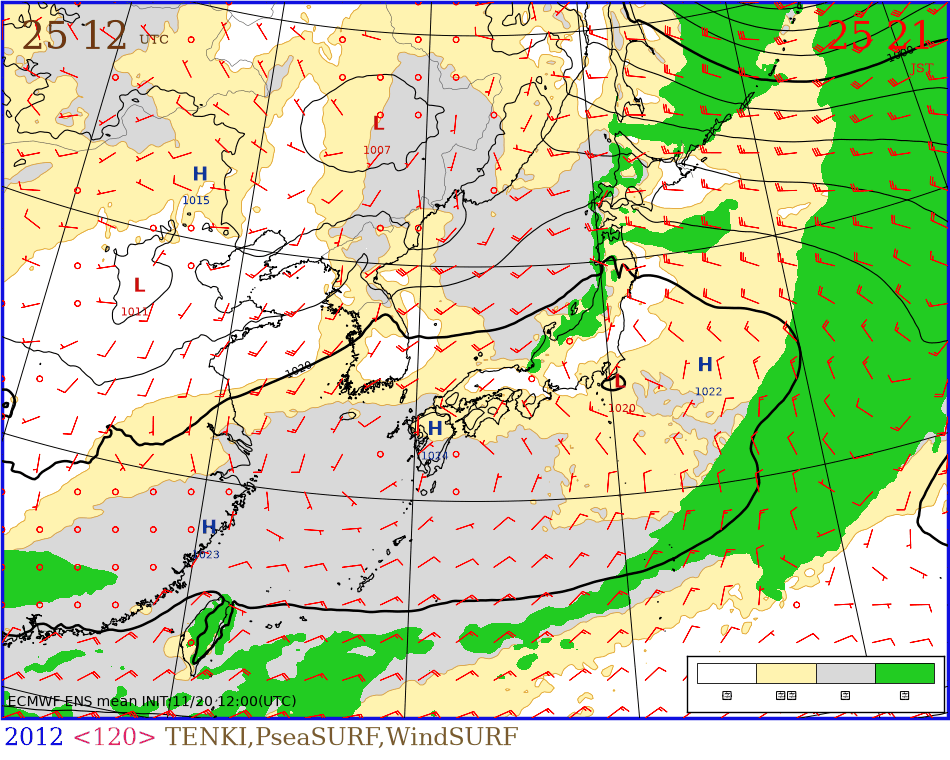 25 12 UTC
25 21
JST
1000
L
1007
H
1015
L
1011
1020
H
1022
L
1020
H
1024
H
1023
ECMWF ENS mean INIT:11/20 12:00(UTC)
2012 <120> TENKI,PseaSURF,WindSURF